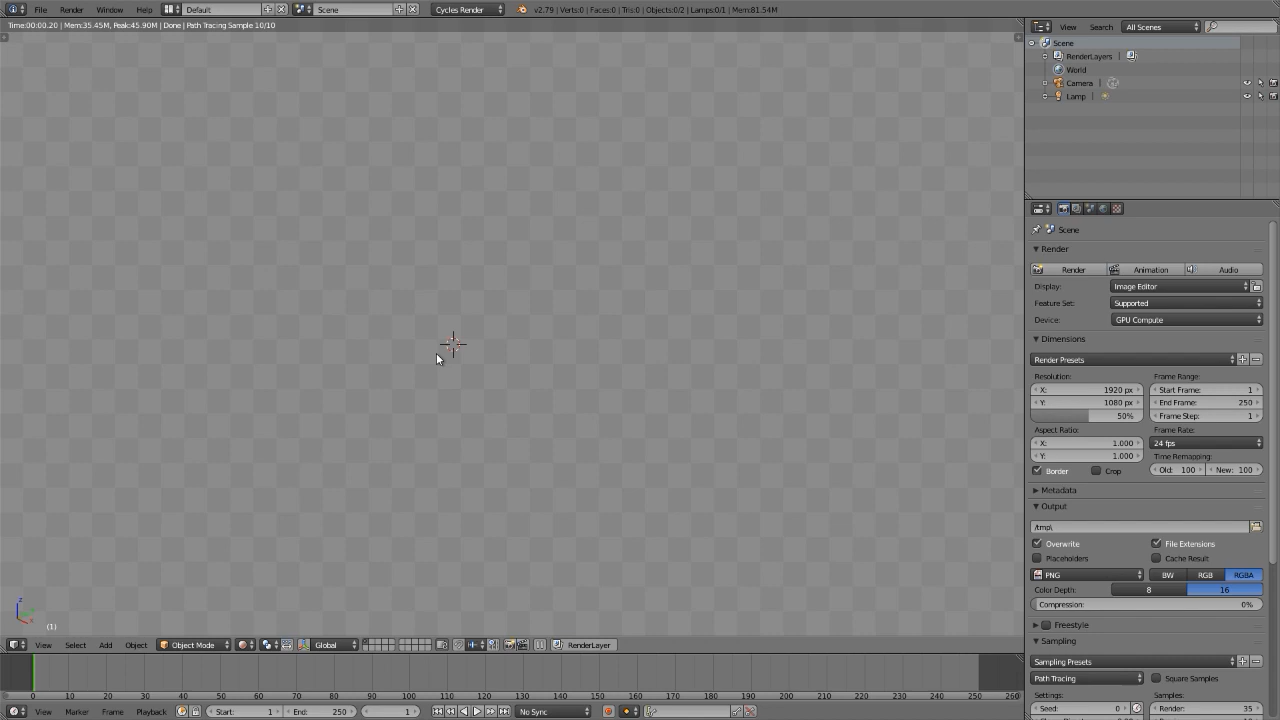 File Render Window Help Default Scene Cycles Render v2.79 | Verts:0 | Faces:0 | Tris:0 | Objects:0/2 | Lamps:0/1 | Mem:81.54M
Time:00:00.20 | Mem:35.45M, Peak:45.90M | Done | Path Tracing Sample 10/10
View Search All Scenes
Scene
RenderLayers |
World
Camera |
Lamp |
Scene
Render
Render Animation Audio
Display: Image Editor
Feature Set: Supported
Device: GPU Compute
Dimensions
Render Presets
Resolution: Frame Range:
X: 1920 px Start Frame: 1
Y: 1080 px End Frame: 250
50% Frame Step: 1
Aspect Ratio: Frame Rate:
X: 1.000 24 fps
Y: 1.000 Time Remapping:
Border Crop Old: 100 New: 100
Metadata
Output
/tmp\
Overwrite File Extensions
Placeholders Cache Result
PNG BW RGB RGBA
Color Depth: 8 16
Compression: 0%
Freestyle
Sampling
Sampling Presets
Path Tracing Square Samples
Settings: Samples:
Seed: 0 Render: 35
z
x
(1)
View Select Add Object Object Mode Global RenderLayer
0 10 20 30 40 50 60 70 80 90 100 110 120 130 140 150 160 170 180 190 200 210 220 230 240 250 260
View Marker Frame Playback Start: 1 End: 250 1 No Sync